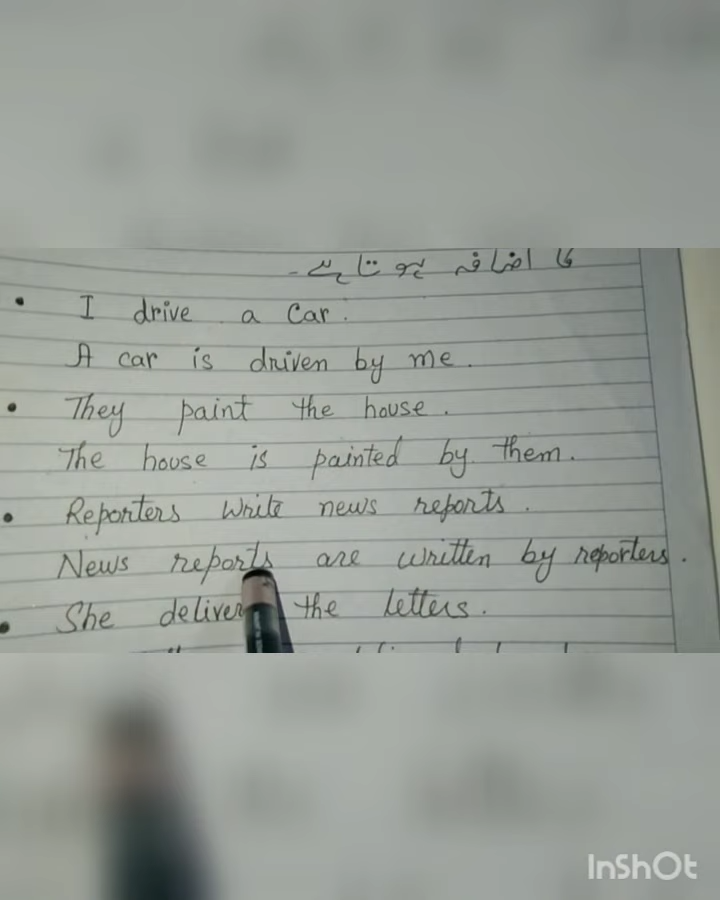 کا اضافہ ہوتا ہے۔
• I drive a Car.
A car is driven by me.
• They paint the house.
The house is painted by them.
• Reporters write news reports.
News reports are written by reporters.
• She deliver the letters.
InShOt